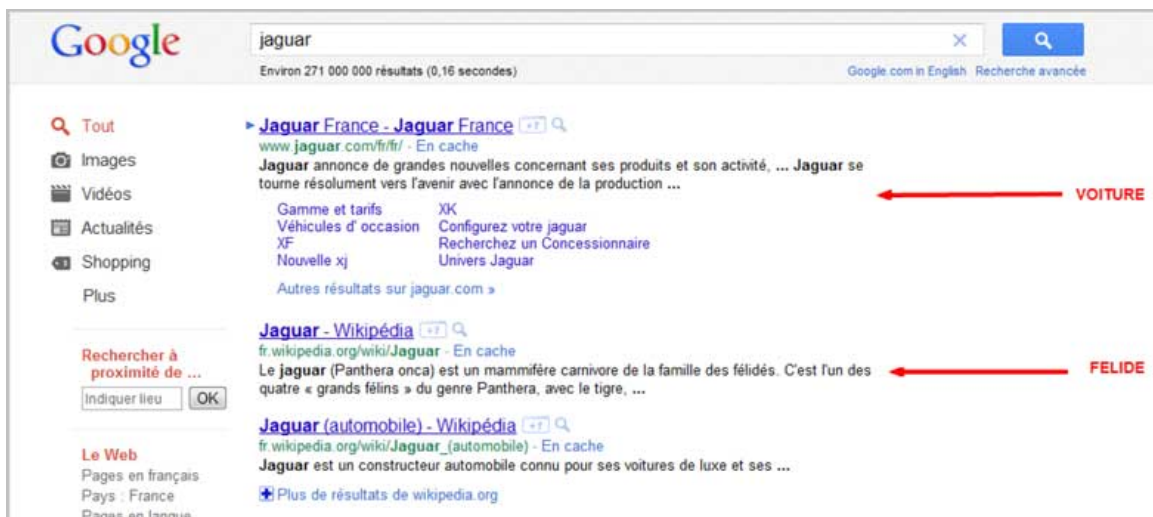 Google
jaguar
Environ 271 000 000 résultats (0,16 secondes)
Google.com in English Recherche avancée
Tout
Images
Vidéos
Actualités
Shopping
Plus
Rechercher à
proximité de ...
Indiquer lieu OK
Le Web
Pages en français
Pays : France
Pages en langue
Jaguar France - Jaguar France +1
www.jaguar.com/fr/fr/ - En cache
Jaguar annonce de grandes nouvelles concernant ses produits et son activité, ... Jaguar se
tourne résolument vers l'avenir avec l'annonce de la production ...
VOITURE
Gamme et tarifs XK
Véhicules d' occasion Configurez votre jaguar
XF Recherchez un Concessionnaire
Nouvelle xj Univers Jaguar
Autres résultats sur jaguar.com »
Jaguar - Wikipédia +1
fr.wikipedia.org/wiki/Jaguar - En cache
Le jaguar (Panthera onca) est un mammifère carnivore de la famille des félidés. C'est l'un des
quatre « grands félins » du genre Panthera, avec le tigre, ...
FELIDE
Jaguar (automobile) - Wikipédia +1
fr.wikipedia.org/wiki/Jaguar_(automobile) - En cache
Jaguar est un constructeur automobile connu pour ses voitures de luxe et ses ...
Plus de résultats de wikipedia.org